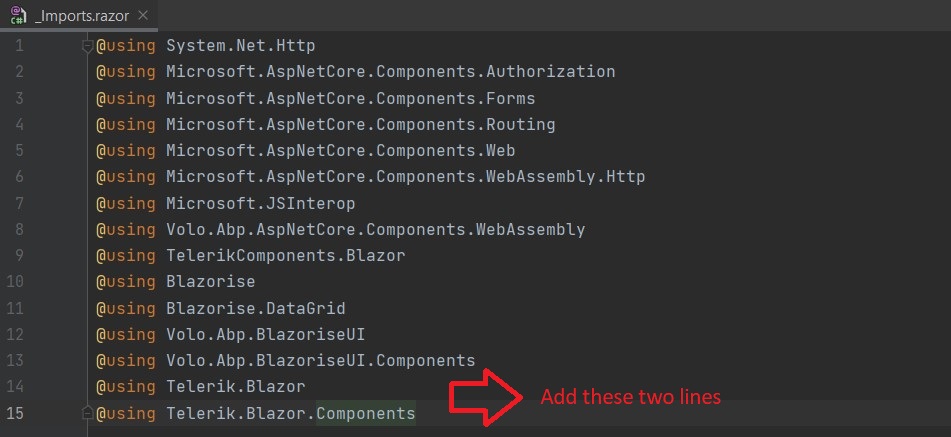 _Imports.razor
1 @using System.Net.Http
2 @using Microsoft.AspNetCore.Components.Authorization
3 @using Microsoft.AspNetCore.Components.Forms
4 @using Microsoft.AspNetCore.Components.Routing
5 @using Microsoft.AspNetCore.Components.Web
6 @using Microsoft.AspNetCore.Components.WebAssembly.Http
7 @using Microsoft.JSInterop
8 @using Volo.Abp.AspNetCore.Components.WebAssembly
9 @using TelerikComponents.Blazor
10 @using Blazorise
11 @using Blazorise.DataGrid
12 @using Volo.Abp.BlazoriseUI
13 @using Volo.Abp.BlazoriseUI.Components
14 @using Telerik.Blazor
15 @using Telerik.Blazor.Components
Add these two lines